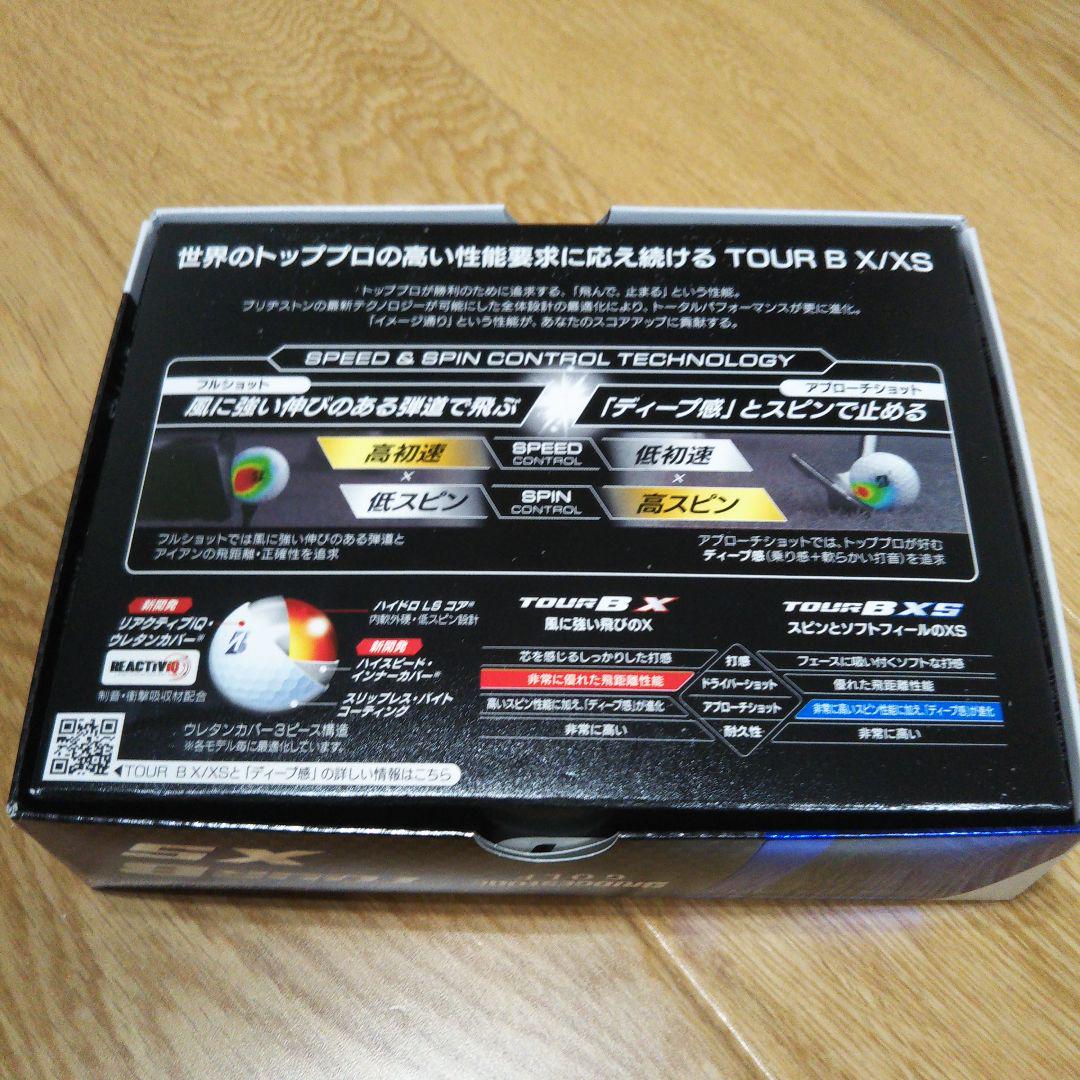 世界のトッププロの高い性能要求に応え続ける TOUR B X/XS
トッププロが勝利のために追求する、「飛んで、止まる」という性能。
ブリヂストンの最新テクノロジーが可能にした全体設計の最適化により、トータルパフォーマンスが更に進化。
「イメージ通り」という性能が、あなたのスコアアップに貢献する。
SPEED & SPIN CONTROL TECHNOLOGY
フルショット
風に強い伸びのある弾道で飛ぶ
アプローチショット
「ディープ感」とスピンで止める
高初速 SPEED CONTROL 低初速
× ×
低スピン SPIN CONTROL 高スピン
フルショットでは風に強い伸びのある弾道と
アイアンの飛距離・正確性を追求
アプローチショットでは、トッププロが好む
ディープ感(乗り感+軟らかい打音)を追求
新開発
リアクティブiQ・
ウレタンカバー※
REACTiViQ
制音・衝撃吸収材配合
ハイドロ LS コア※
内軟外硬・低スピン設計
新開発
ハイスピード・
インナーカバー※
スリップレス・バイト
コーティング
ウレタンカバー3ピース構造
※各モデル毎に最適化しています。
◀TOUR B X/XSと「ディープ感」の詳しい情報はこちら
TOUR B X
風に強い飛びのX
TOUR B XS
スピンとソフトフィールのXS
芯を感じるしっかりした打感 打感 フェースに吸い付くソフトな打感
非常に優れた飛距離性能 ドライバーショット 優れた飛距離性能
高いスピン性能に加え、「ディープ感」が進化 アプローチショット 非常に高いスピン性能に加え、「ディープ感」が進化
非常に高い 耐久性 非常に高い
TOUR B
XS
BRIDGESTONE
GOLF